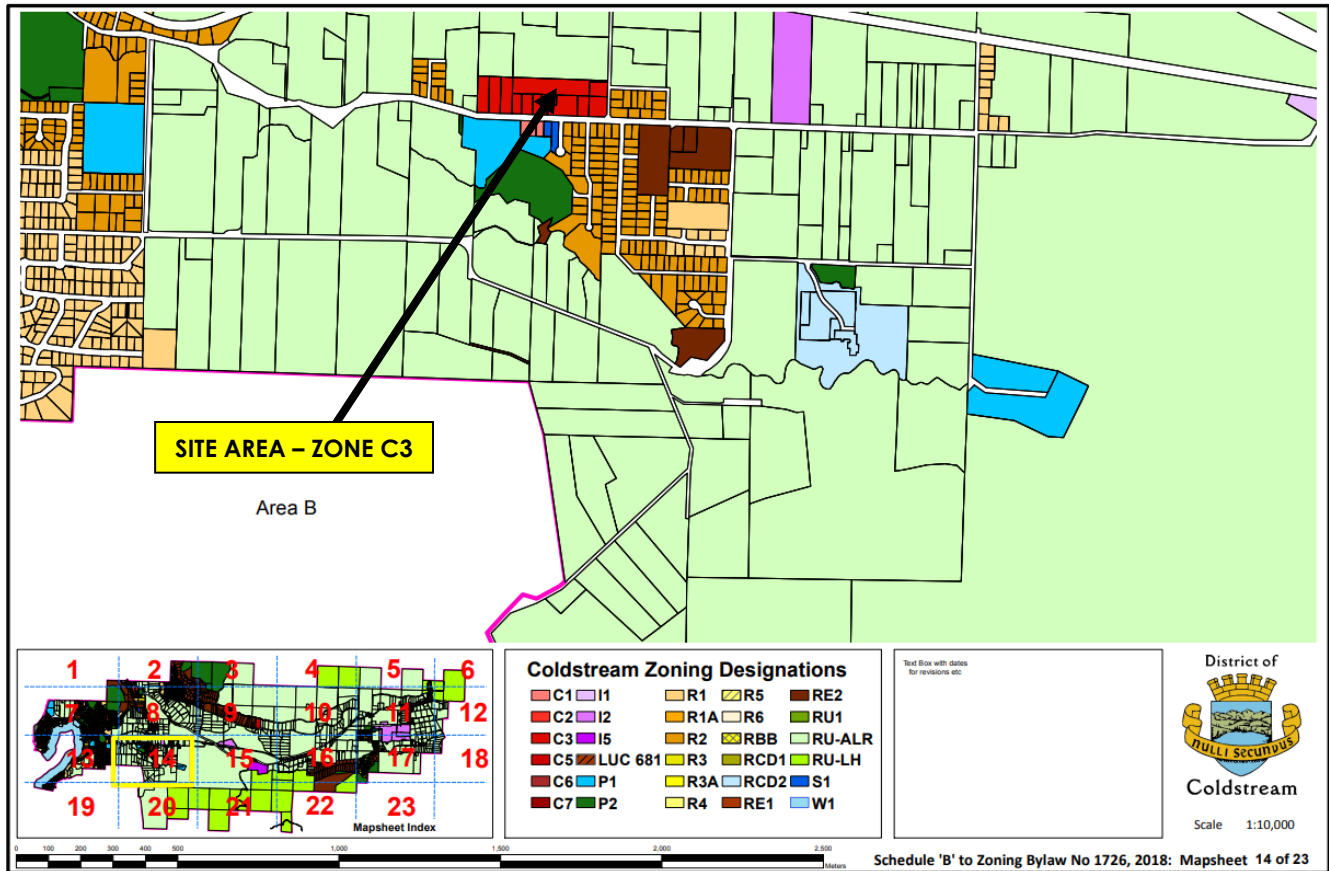 SITE AREA – ZONE C3
Area B
1 2 3 4 5 6
7 8 9 10 11 12
13 14 15 16 17 18
19 20 21 22 23
Mapsheet Index
Coldstream Zoning Designations
C1 I1 R1 R5 RE2
C2 I2 R1A R6 RU1
C3 I5 R2 RBB RU-ALR
C5 LUC 681 R3 RCD1 RU-LH
C6 P1 R3A RCD2 S1
C7 P2 R4 RE1 W1
Text Box with dates
for revisions etc
District of
NULLI SECUNDUS
Coldstream
Scale 1:10,000
0 100 200 300 400 500 1,000 1,500 2,000 2,500
Meters
Schedule 'B' to Zoning Bylaw No 1726, 2018: Mapsheet 14 of 23